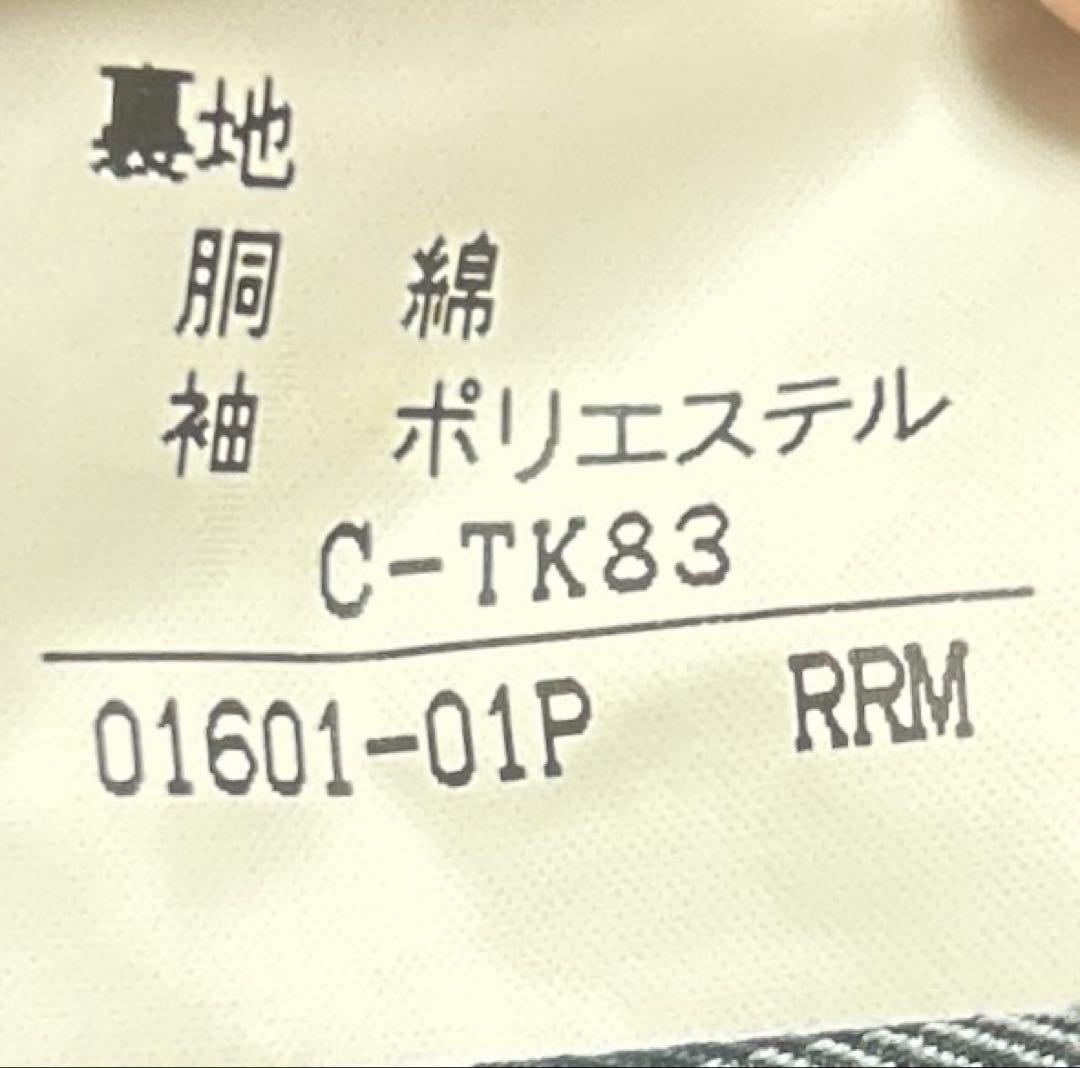 裏地
胴 綿
袖 ポリエステル
C-TK83
01601-01P RRM